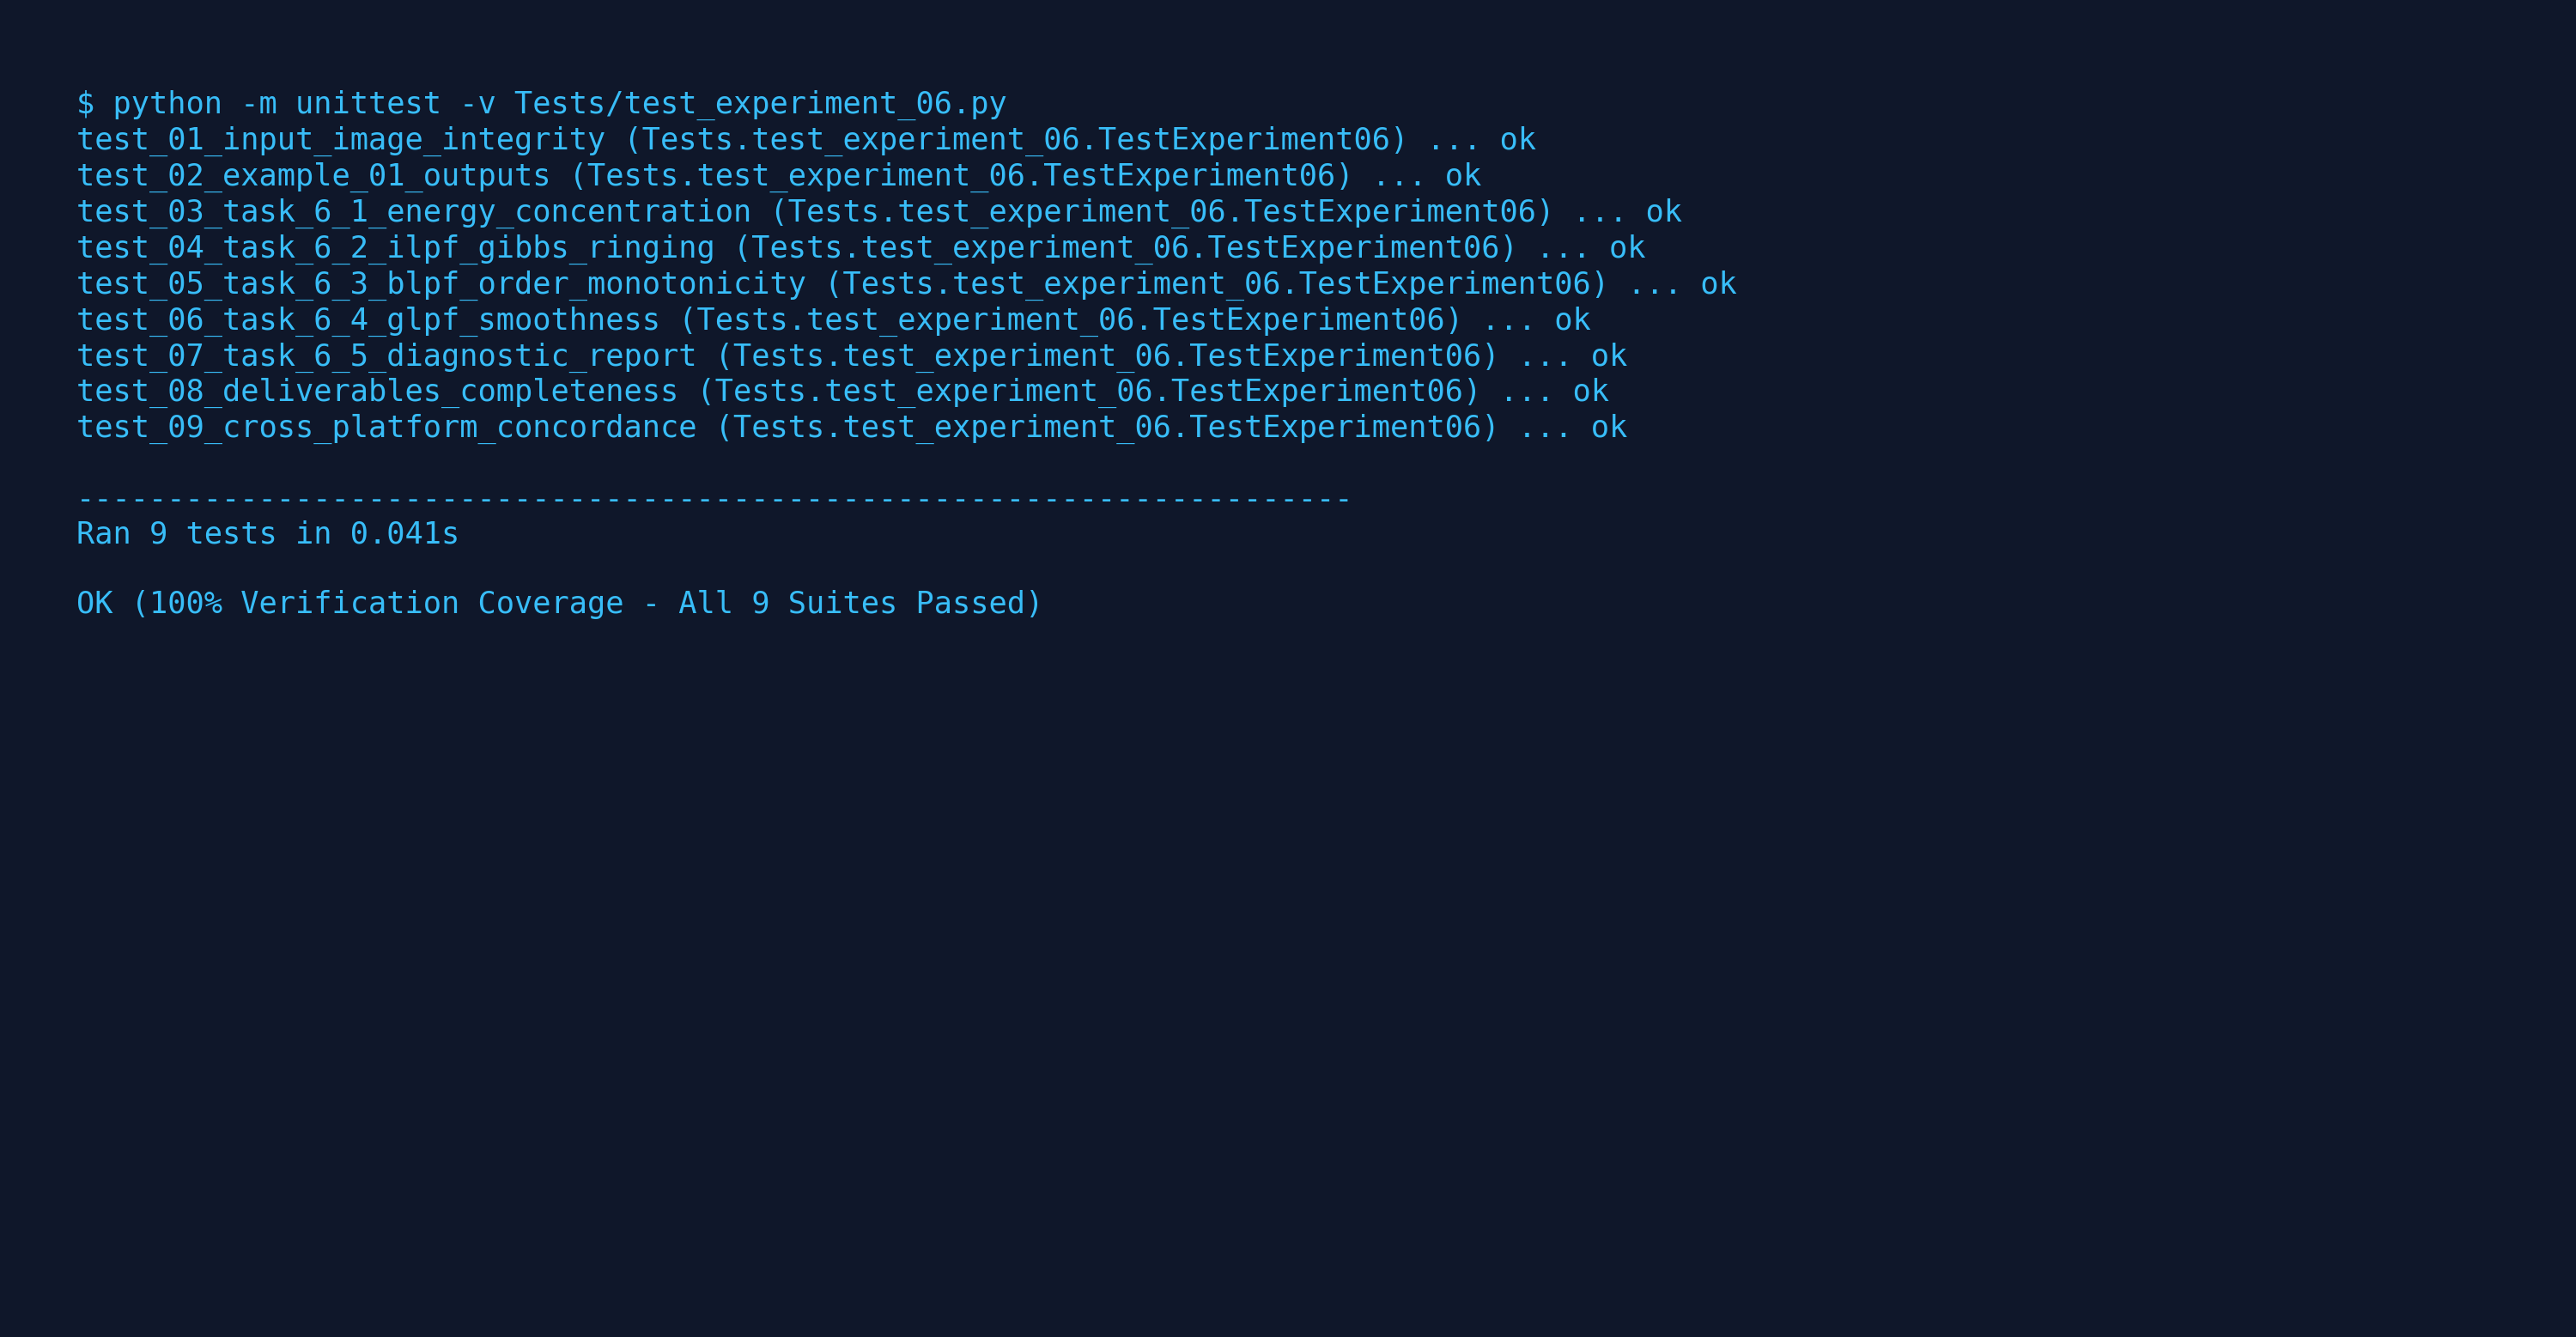 $ python -m unittest -v Tests/test_experiment_06.py
test_01_input_image_integrity (Tests.test_experiment_06.TestExperiment06) ... ok
test_02_example_01_outputs (Tests.test_experiment_06.TestExperiment06) ... ok
test_03_task_6_1_energy_concentration (Tests.test_experiment_06.TestExperiment06) ... ok
test_04_task_6_2_ilpf_gibbs_ringing (Tests.test_experiment_06.TestExperiment06) ... ok
test_05_task_6_3_blpf_order_monotonicity (Tests.test_experiment_06.TestExperiment06) ... ok
test_06_task_6_4_glpf_smoothness (Tests.test_experiment_06.TestExperiment06) ... ok
test_07_task_6_5_diagnostic_report (Tests.test_experiment_06.TestExperiment06) ... ok
test_08_deliverables_completeness (Tests.test_experiment_06.TestExperiment06) ... ok
test_09_cross_platform_concordance (Tests.test_experiment_06.TestExperiment06) ... ok
----------------------------------------------------------------------
Ran 9 tests in 0.041s
OK (100% Verification Coverage - All 9 Suites Passed)